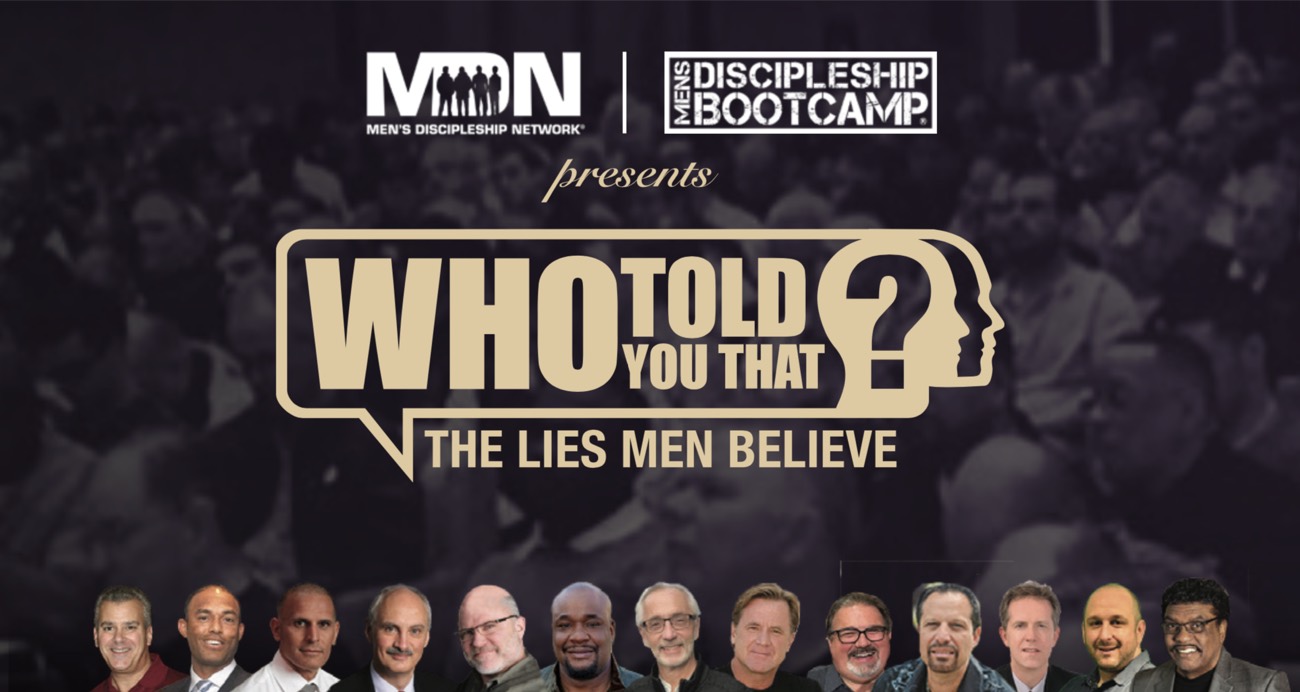 MDN
MEN'S DISCIPLESHIP NETWORK®
MENS DISCIPLESHIP BOOTCAMP®
presents
WHO TOLD YOU THAT?
THE LIES MEN BELIEVE